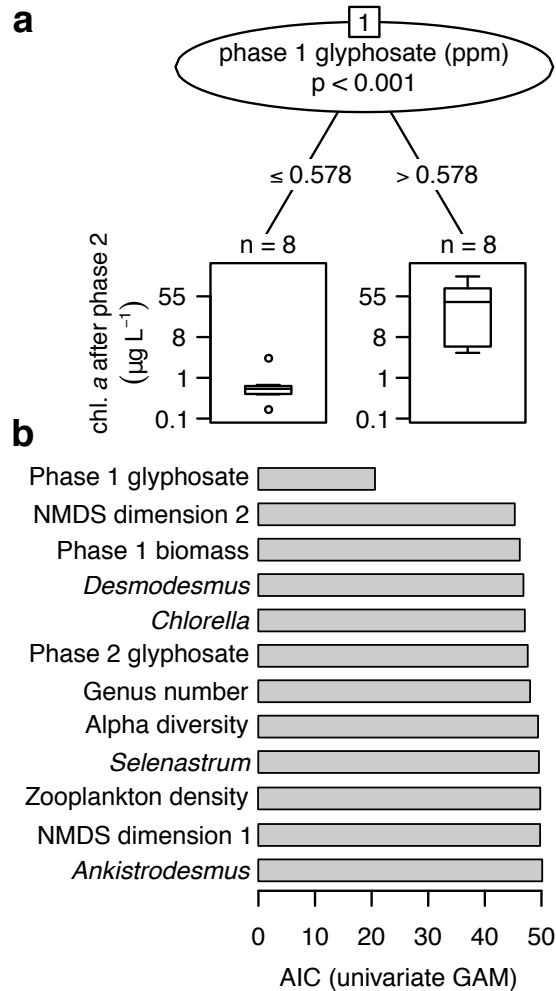 a
1
phase 1 glyphosate (ppm)
p < 0.001
≤ 0.578
> 0.578
n = 8
n = 8
chl. a after phase 2
(µg L⁻¹)
55
8
1
0.1
55
8
1
0.1
b
Phase 1 glyphosate
NMDS dimension 2
Phase 1 biomass
Desmodesmus
Chlorella
Phase 2 glyphosate
Genus number
Alpha diversity
Selenastrum
Zooplankton density
NMDS dimension 1
Ankistrodesmus
0 10 20 30 40 50
AIC (univariate GAM)